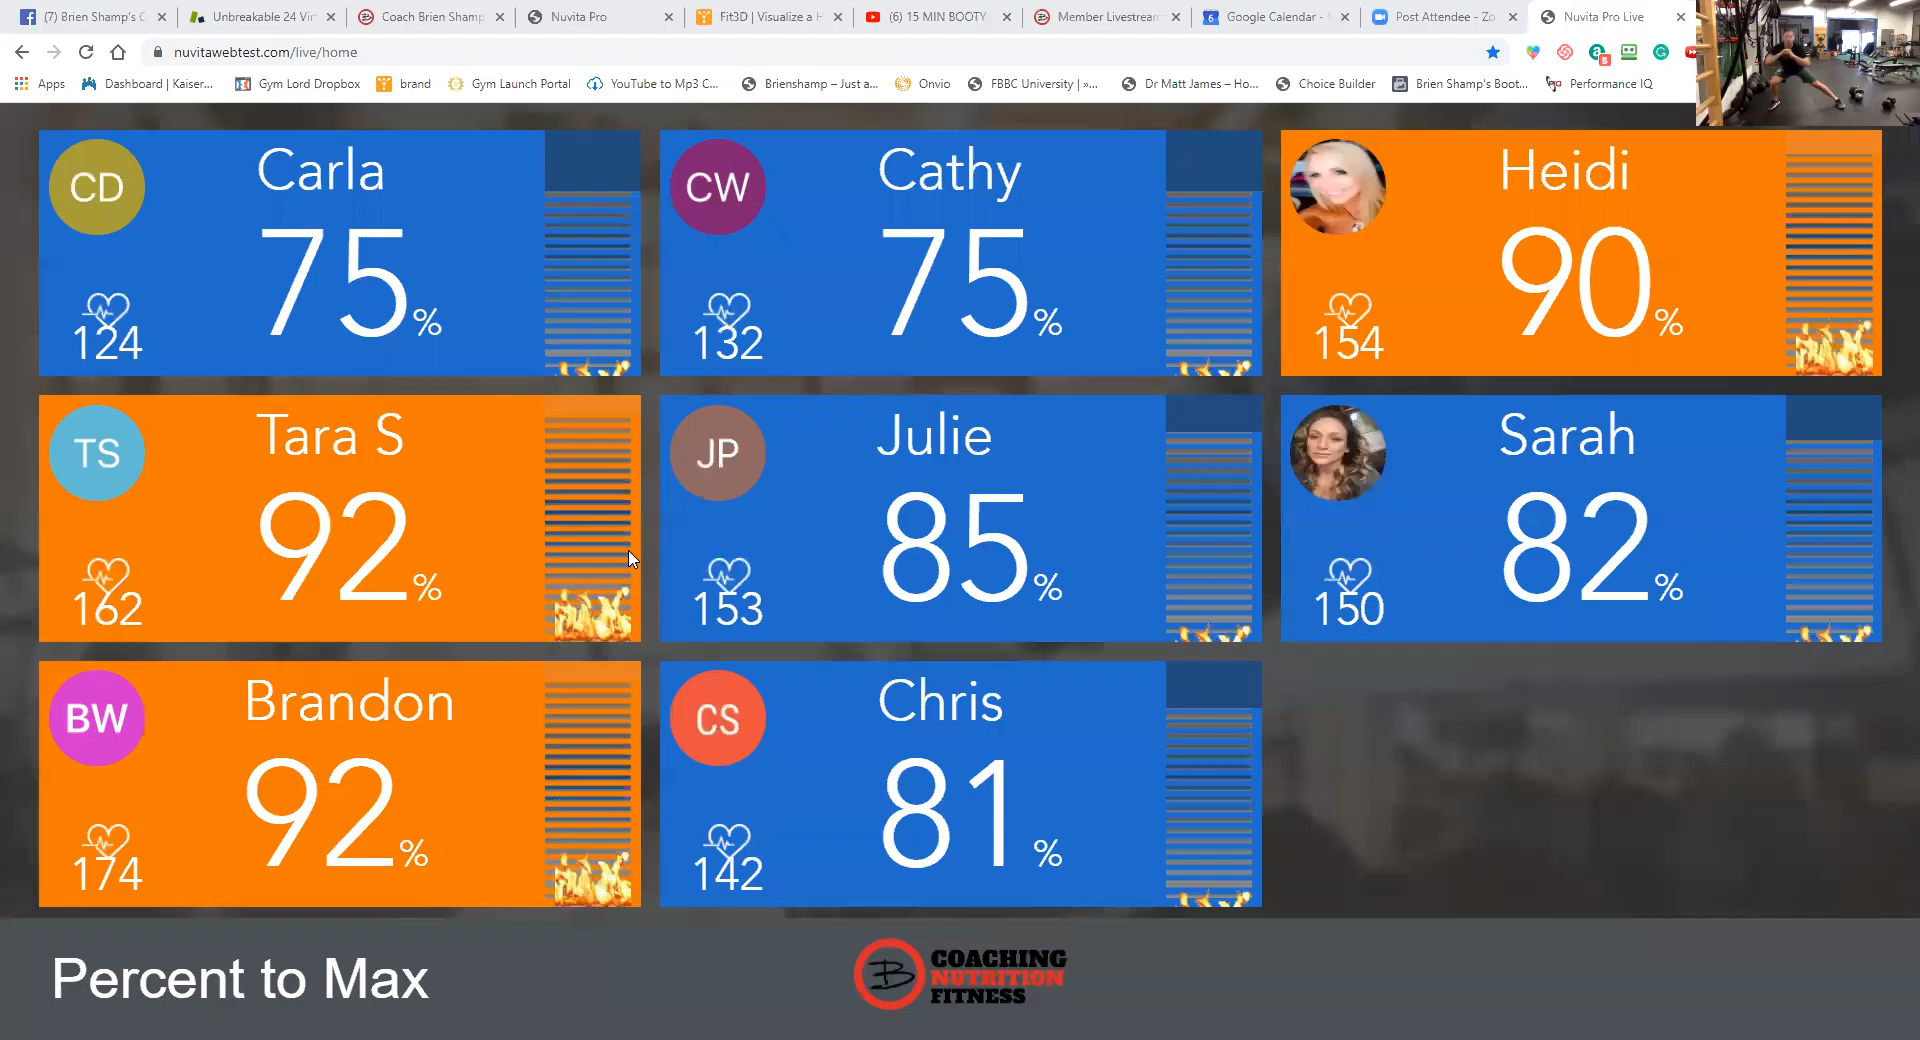 (7) Brien Shamp's C
Unbreakable 24 Vir
Coach Brien Shamp
Nuvita Pro
Fit3D | Visualize a H
(6) 15 MIN BOOTY
Member Livestream
Google Calendar -
Post Attendee - Zo
Nuvita Pro Live
nuvitawebtest.com/live/home
Apps
Dashboard | Kaiser...
Gym Lord Dropbox
brand
Gym Launch Portal
YouTube to Mp3 C...
Brienshamp – Just a...
Onvio
FBBC University | »...
Dr Matt James – Ho...
Choice Builder
Brien Shamp's Boot...
Performance IQ
CD
Carla
75%
124
CW
Cathy
75%
132
Heidi
90%
154
TS
Tara S
92%
162
JP
Julie
85%
153
Sarah
82%
150
BW
Brandon
92%
174
CS
Chris
81%
142
Percent to Max
B
COACHING
NUTRITION
FITNESS